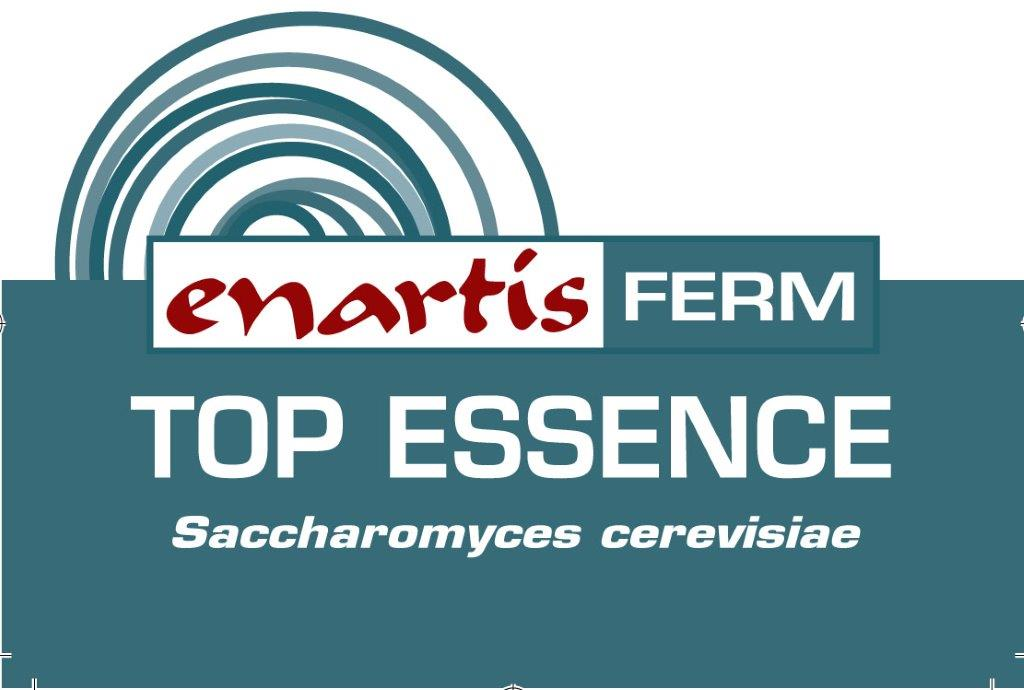 enartis FERM
TOP ESSENCE
Saccharomyces cerevisiae